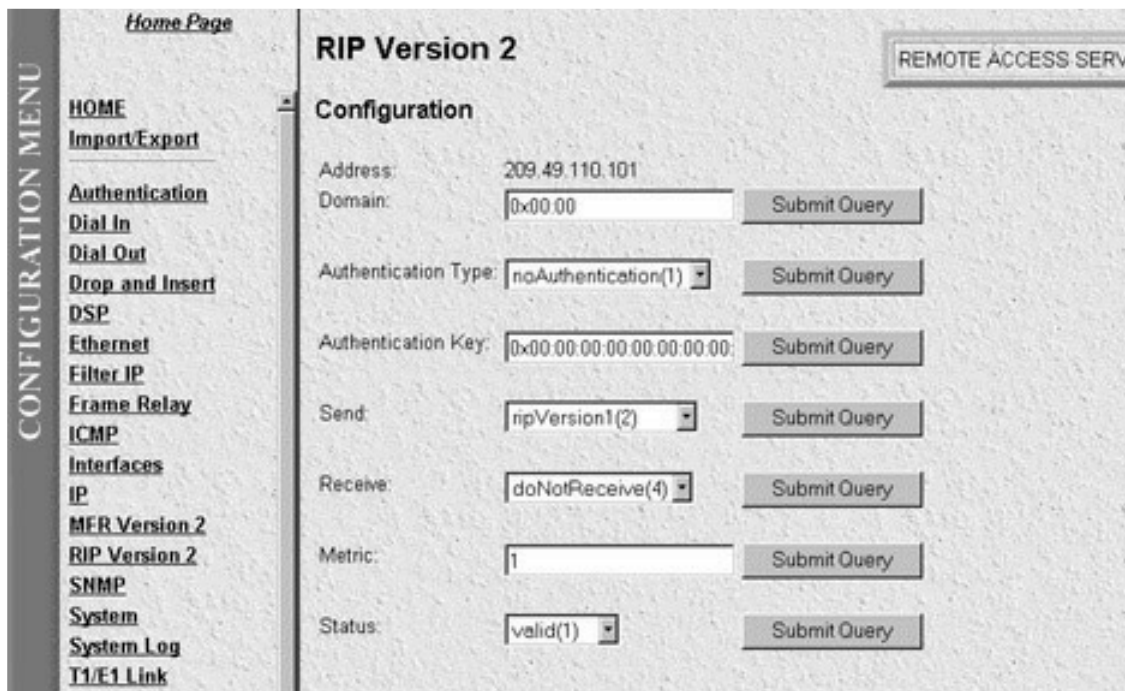 CONFIGURATION MENU
Home Page
HOME
Import/Export
Authentication
Dial In
Dial Out
Drop and Insert
DSP
Ethernet
Filter IP
Frame Relay
ICMP
Interfaces
IP
MFR Version 2
RIP Version 2
SNMP
System
System Log
T1/E1 Link
RIP Version 2
REMOTE ACCESS SERV
Configuration
Address: 209.49.110.101
Domain: 0x00:00 Submit Query
Authentication Type: noAuthentication(1) Submit Query
Authentication Key: 0x00:00:00:00:00:00:00:00: Submit Query
Send: ripVersion1(2) Submit Query
Receive: doNotReceive(4) Submit Query
Metric: 1 Submit Query
Status: valid(1) Submit Query